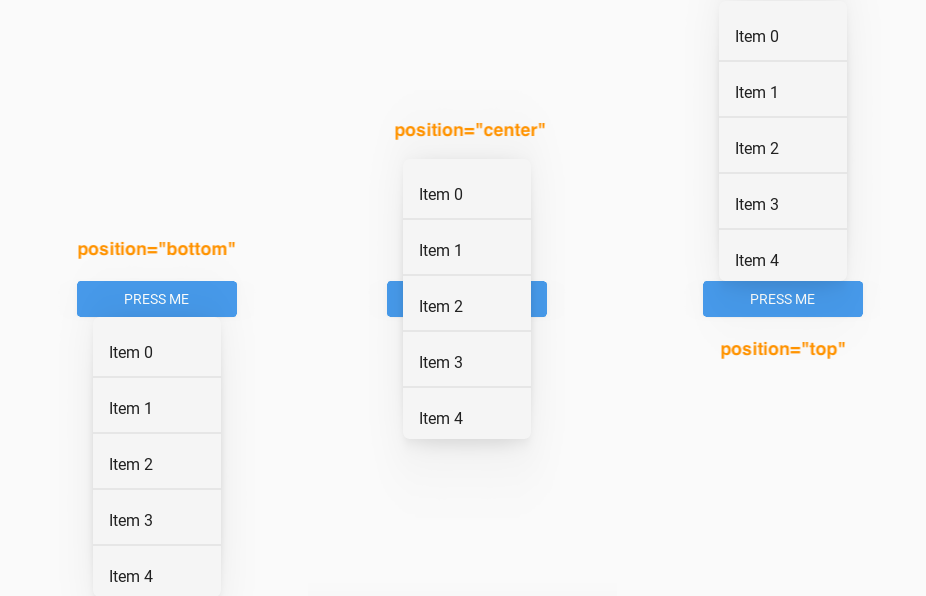 position="bottom"
PRESS ME
Item 0
Item 1
Item 2
Item 3
Item 4
position="center"
Item 0
Item 1
Item 2
Item 3
Item 4
Item 0
Item 1
Item 2
Item 3
Item 4
PRESS ME
position="top"